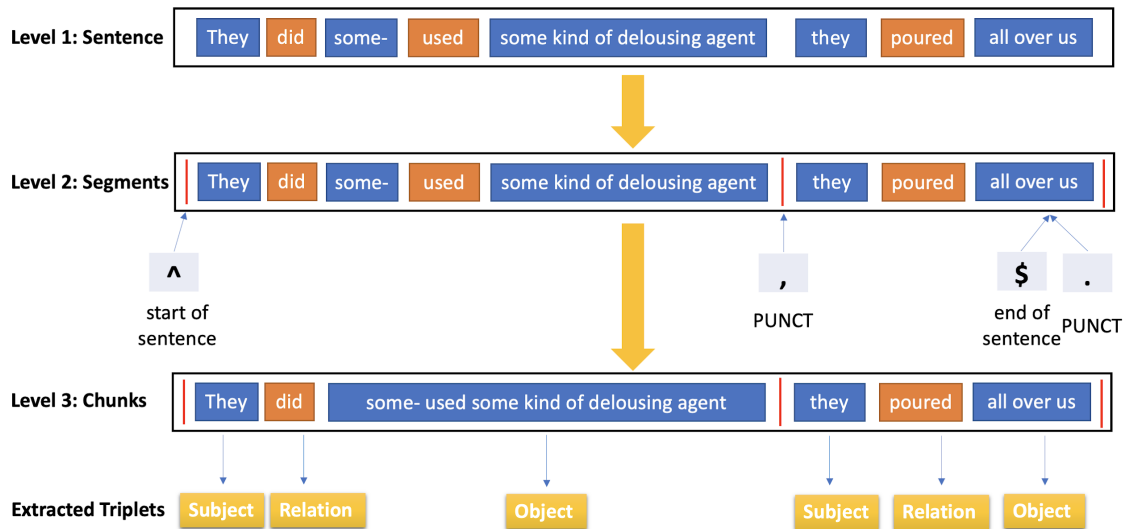 Level 1: Sentence They did some- used some kind of delousing agent they poured all over us
Level 2: Segments They did some- used some kind of delousing agent they poured all over us
^ , $ .
start of sentence PUNCT end of sentence PUNCT
Level 3: Chunks They did some- used some kind of delousing agent they poured all over us
Extracted Triplets Subject Relation Object Subject Relation Object